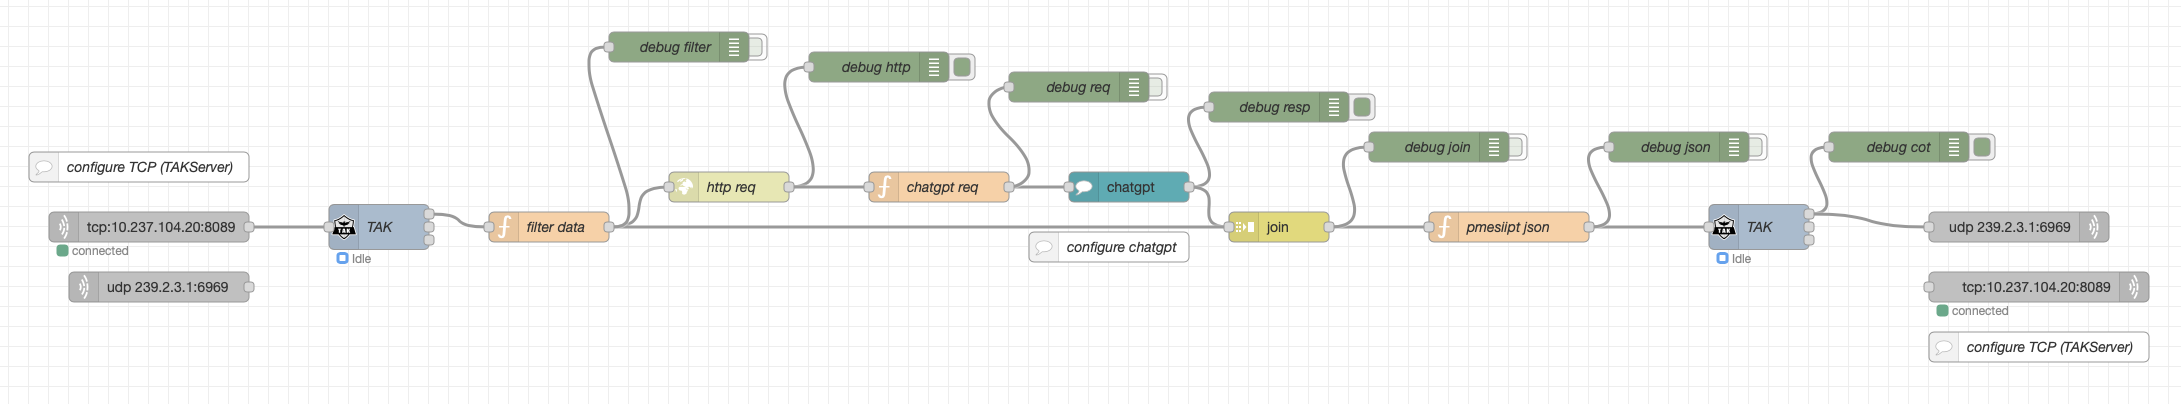 debug filter
debug http
debug req
debug resp
debug join
debug json
debug cot
configure TCP (TAKServer)
http req
chatgpt req
chatgpt
tcp:10.237.104.20:8089
connected
TAK
TAK
Idle
filter data
join
configure chatgpt
pmesiipt json
TAK
TAK
Idle
udp 239.2.3.1:6969
udp 239.2.3.1:6969
tcp:10.237.104.20:8089
connected
configure TCP (TAKServer)